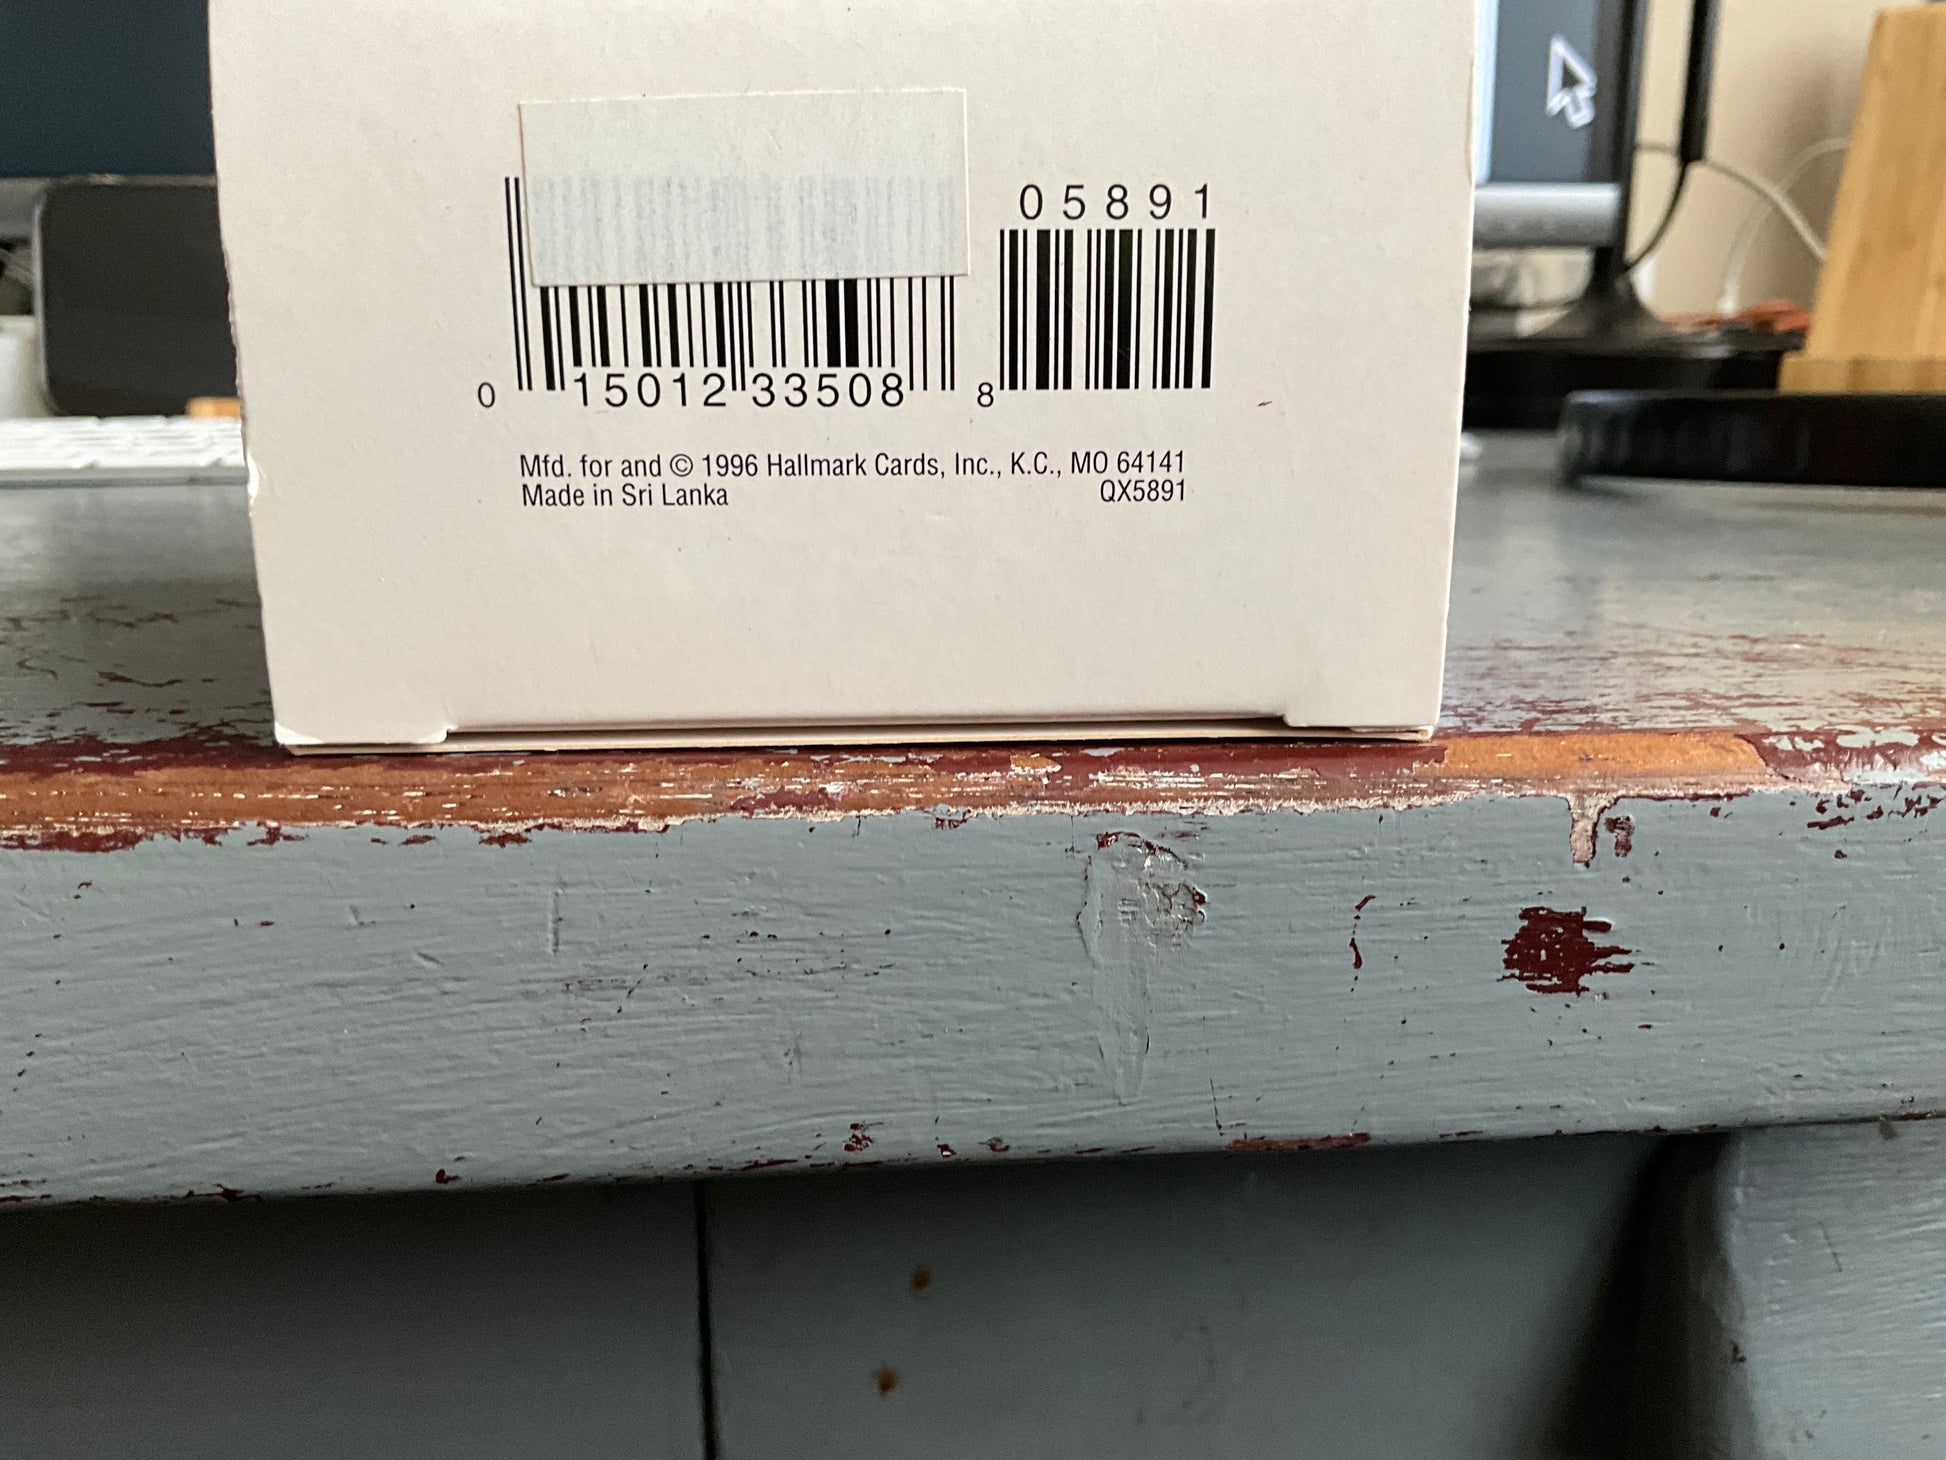 05891
0 15012 33508 8
Mfd. for and © 1996 Hallmark Cards, Inc., K.C., MO 64141
Made in Sri Lanka QX5891